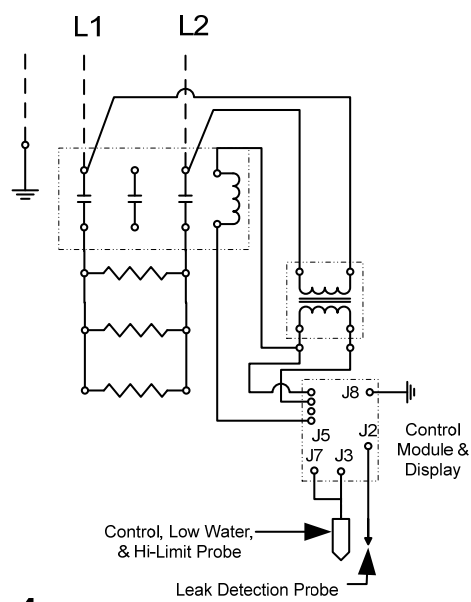 L1 L2
J8
J5
J2
J7 J3
Control
Module &
Display
Control, Low Water,
& Hi-Limit Probe
Leak Detection Probe